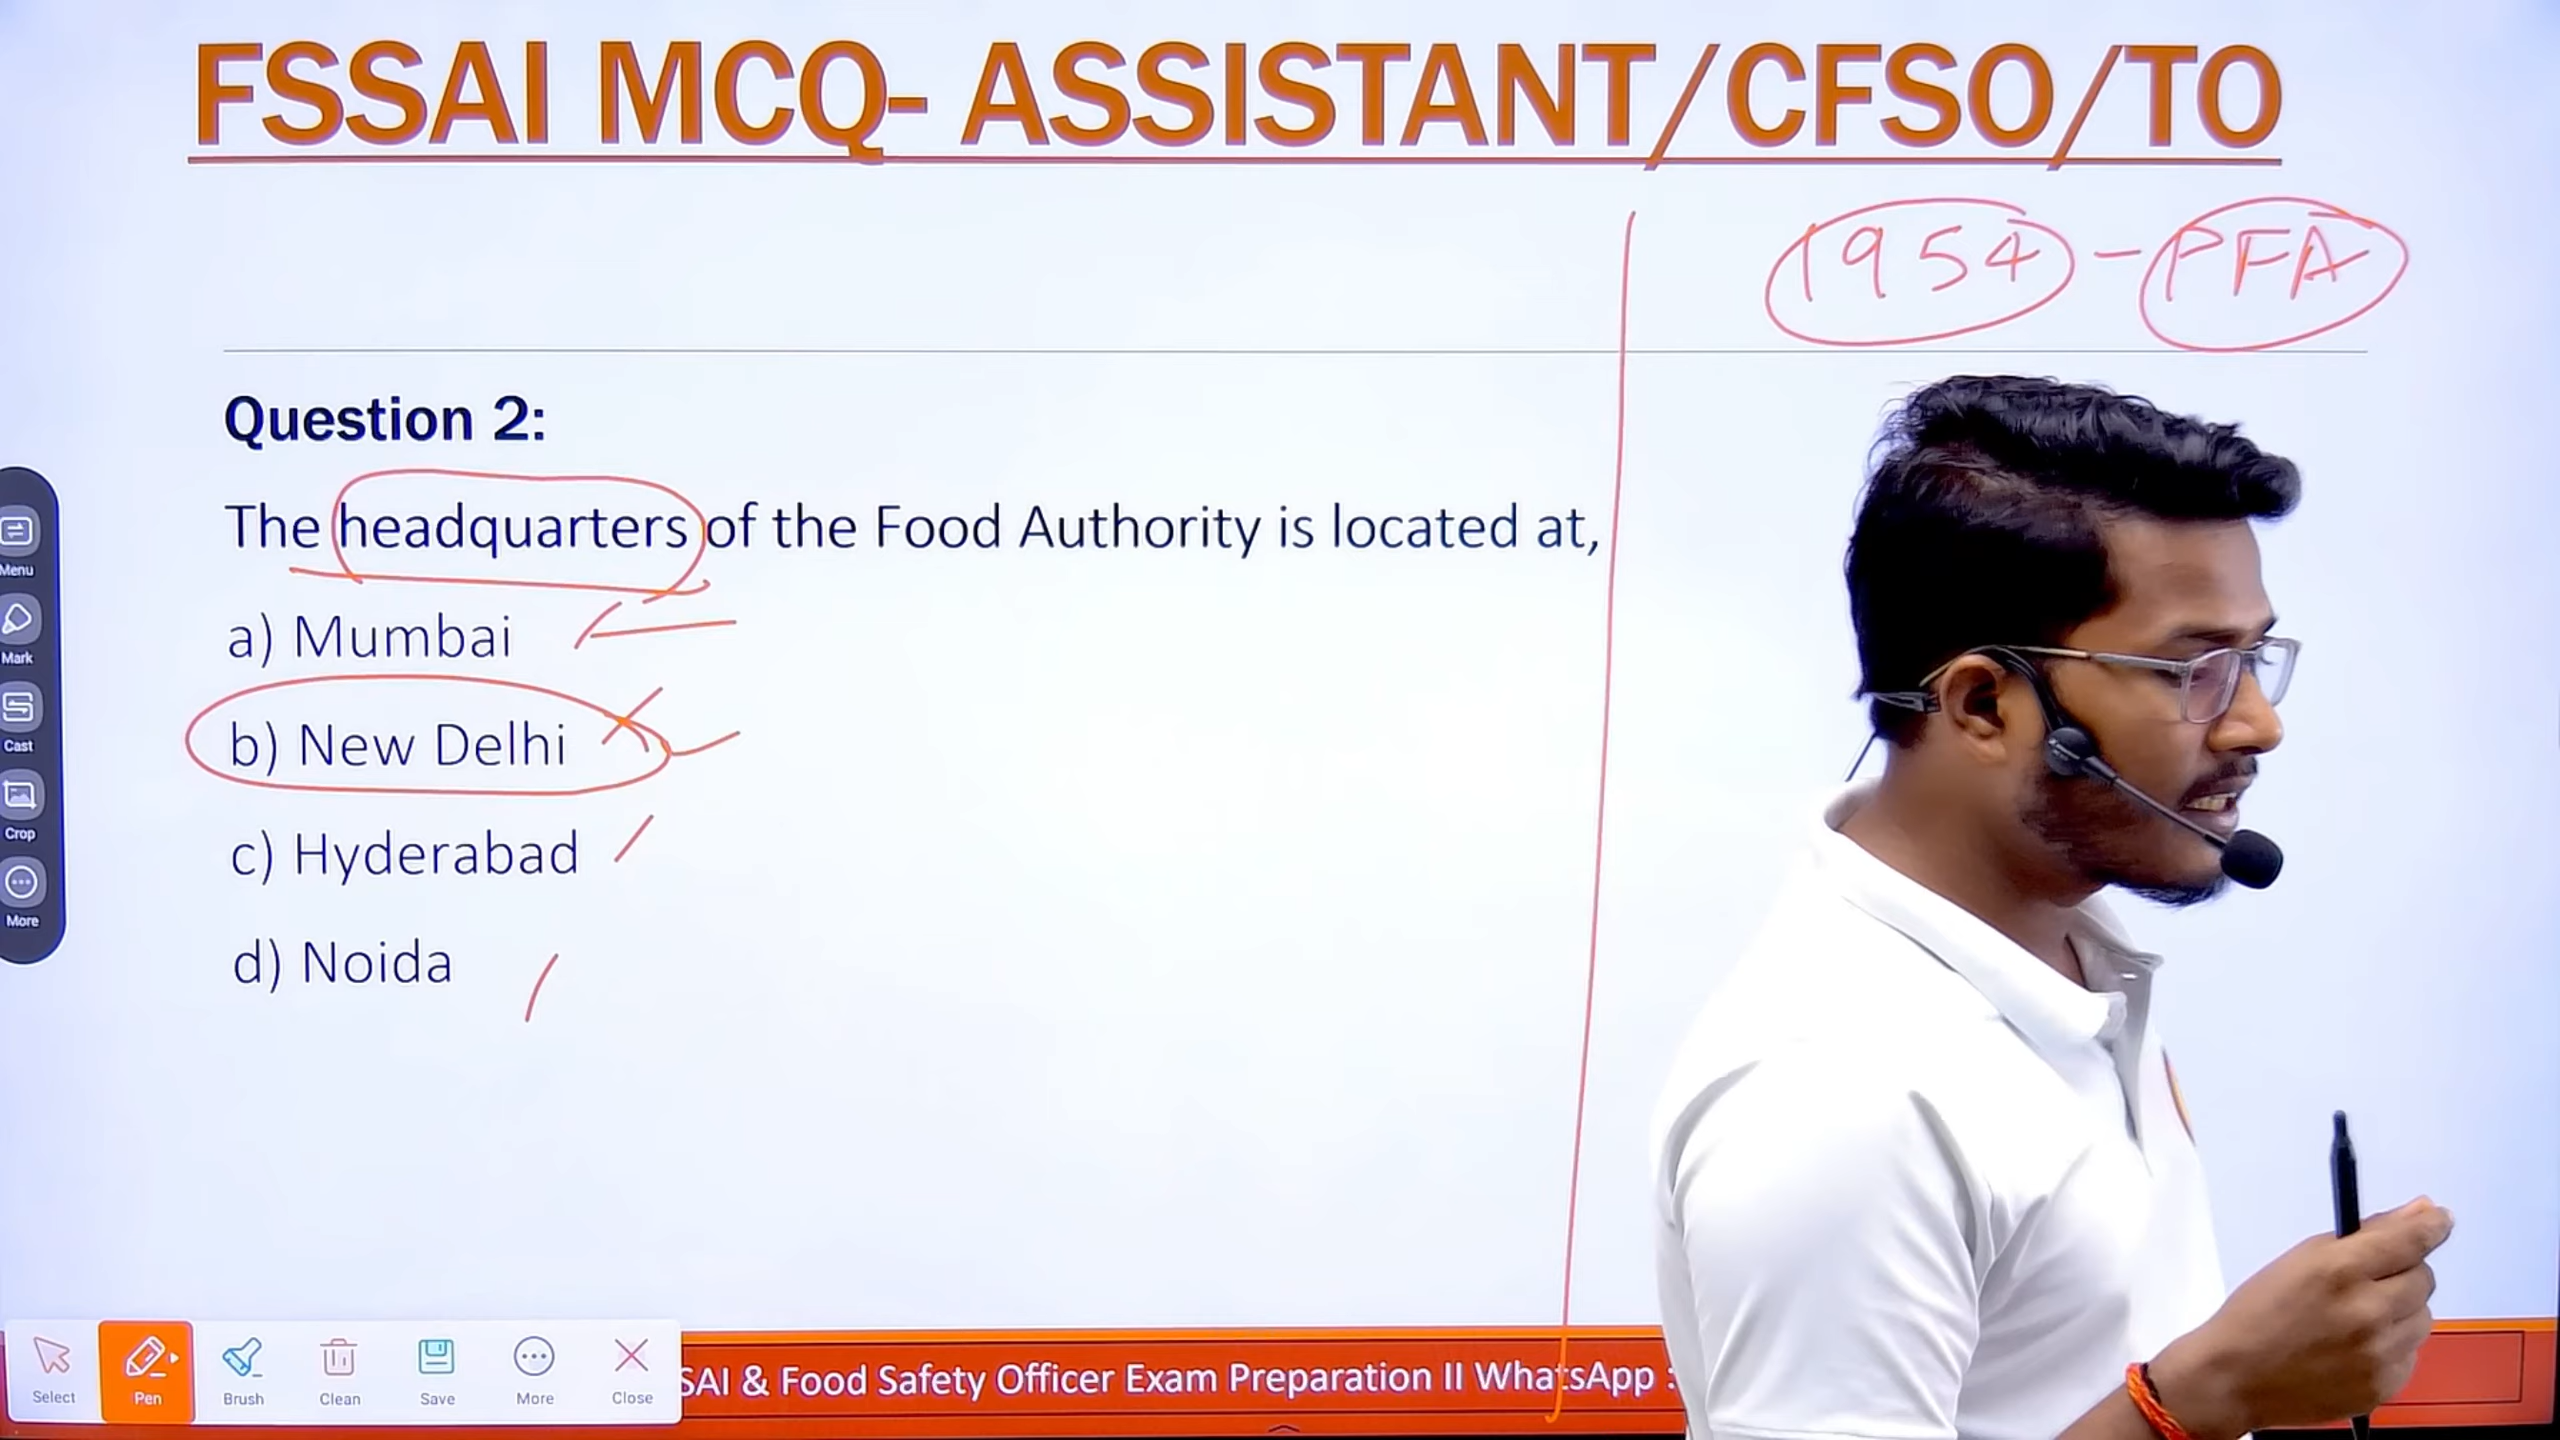 FSSAI MCQ- ASSISTANT/CFSO/TO
1954 - PFA
Question 2:
The headquarters of the Food Authority is located at,
a) Mumbai
b) New Delhi
c) Hyderabad
d) Noida
Menu
Mark
Cast
Crop
More
Select
Pen
Brush
Clean
Save
More
Close
SAI & Food Safety Officer Exam Preparation II WhatsApp :